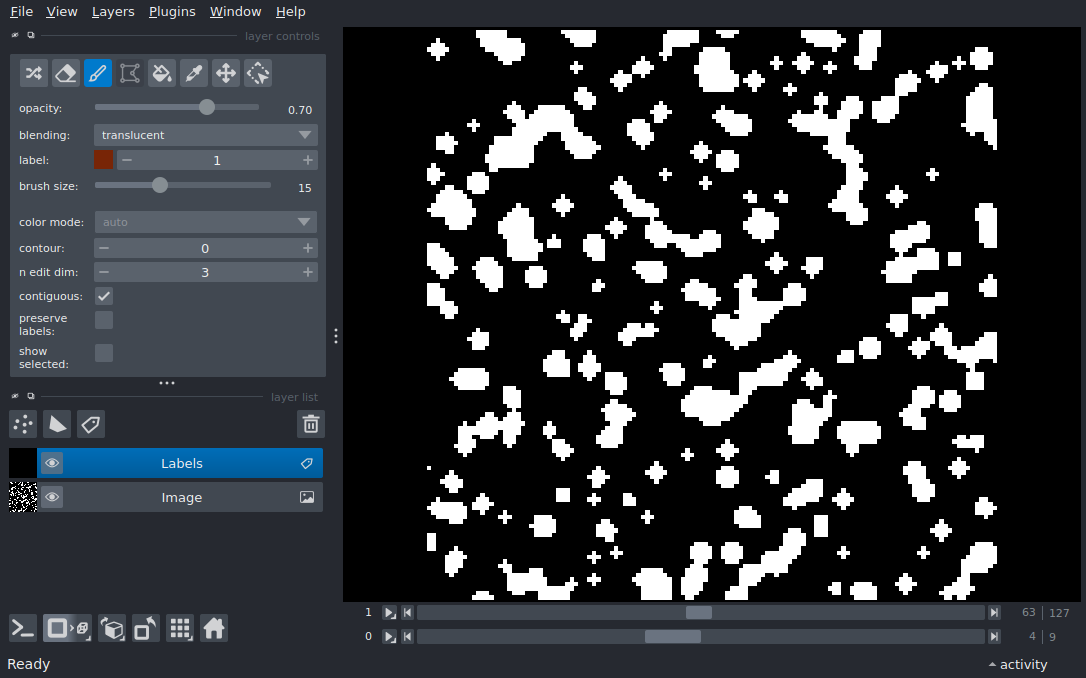 File View Layers Plugins Window Help
layer controls
opacity: 0.70
blending: translucent
label: 1
brush size: 15
color mode: auto
contour: 0
n edit dim: 3
contiguous:
preserve
labels:
show
selected:
layer list
Labels
Image
1 63 127
0 4 9
Ready activity